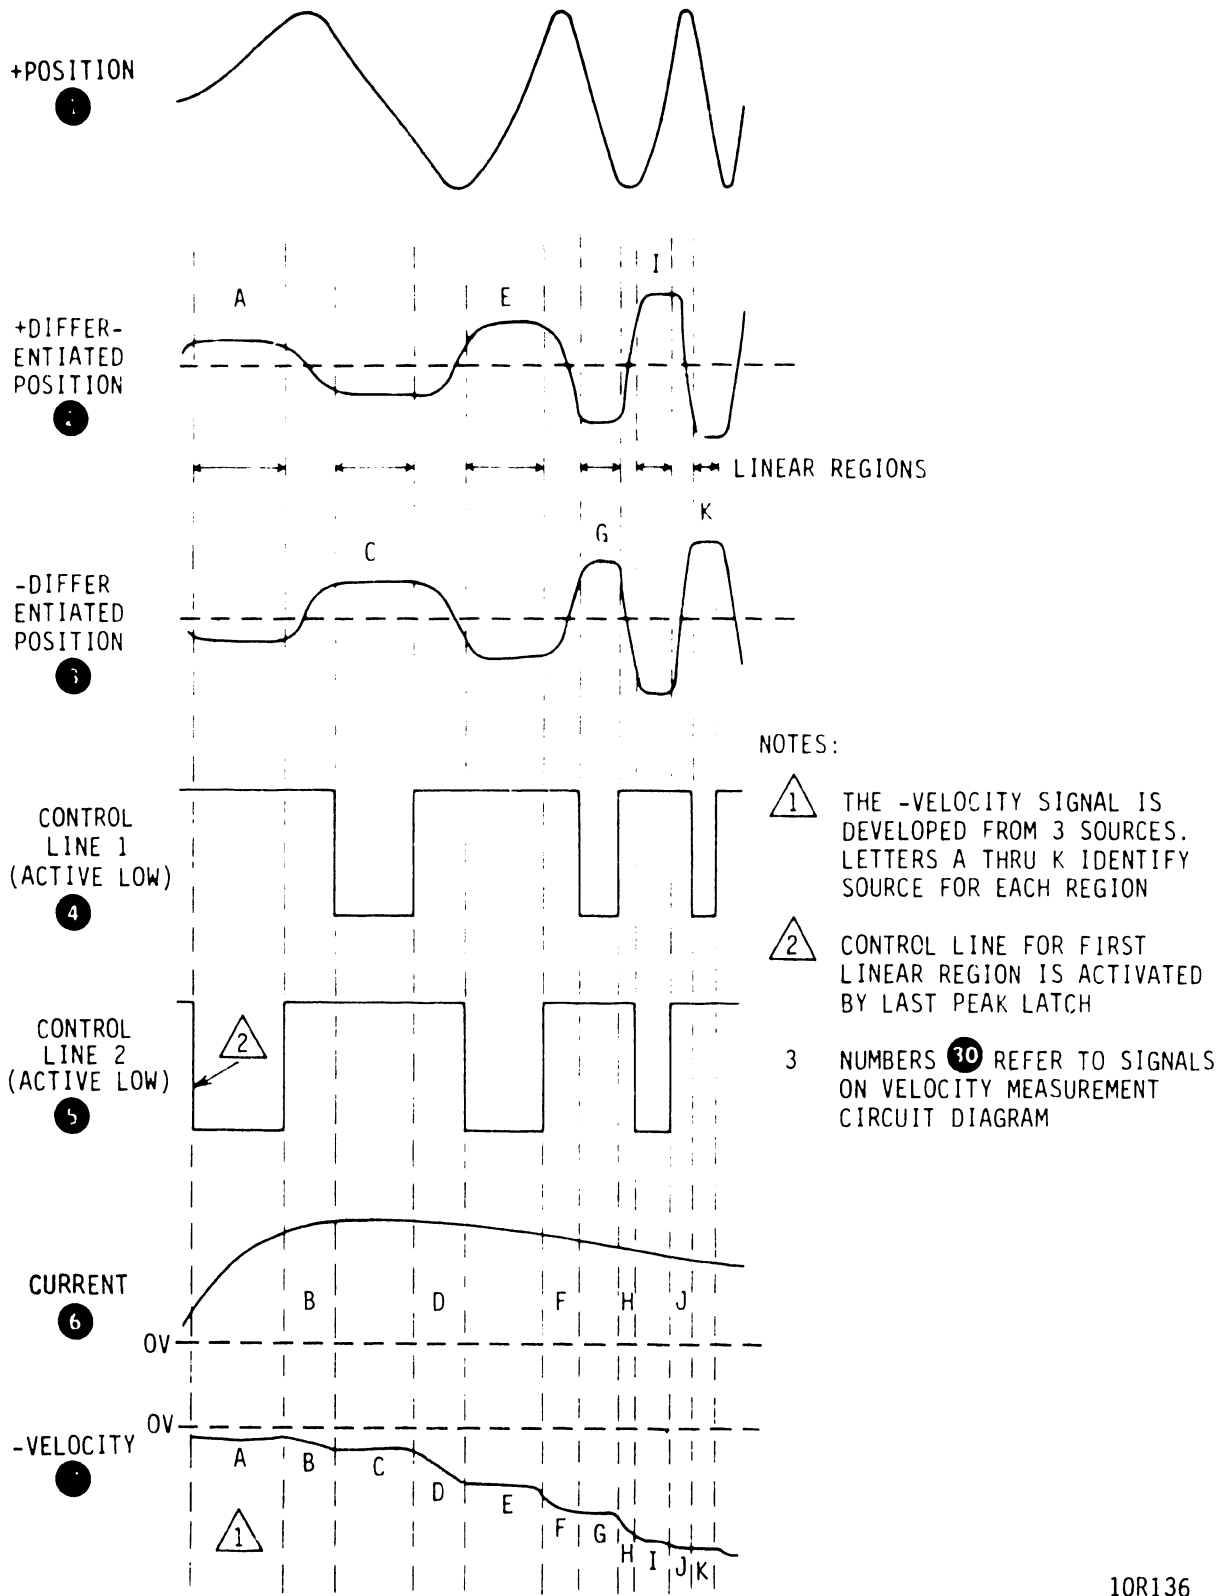 +POSITION
1
A
I
E
+DIFFER-
ENTIATED
POSITION
2
LINEAR REGIONS
K
G
C
-DIFFER
ENTIATED
POSITION
3
CONTROL
LINE 1
(ACTIVE LOW)
4
NOTES:
1 THE -VELOCITY SIGNAL IS
DEVELOPED FROM 3 SOURCES.
LETTERS A THRU K IDENTIFY
SOURCE FOR EACH REGION
2 CONTROL LINE FOR FIRST
LINEAR REGION IS ACTIVATED
BY LAST PEAK LATCH
3 NUMBERS 30 REFER TO SIGNALS
ON VELOCITY MEASUREMENT
CIRCUIT DIAGRAM
CONTROL
LINE 2
(ACTIVE LOW)
5
2
CURRENT
6
B D F H J
0V
0V
-VELOCITY
A B C D E F G H I J K
1
10R136